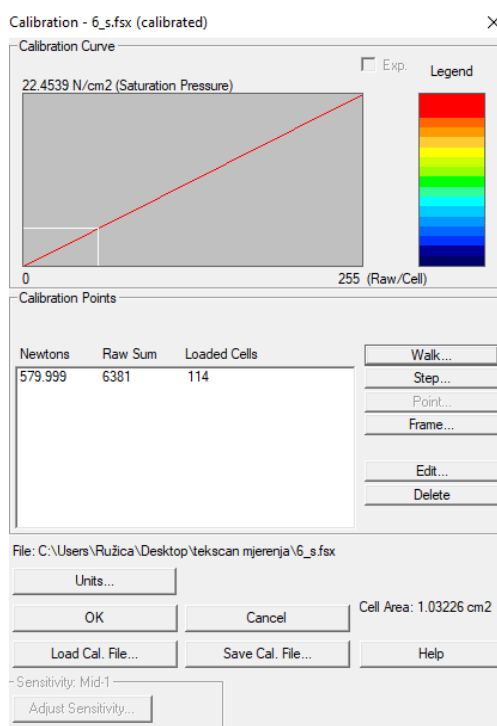 Calibration - 6_s.fsx (calibrated)
Calibration Curve
Exp.
Legend
22.4539 N/cm2 (Saturation Pressure)
0
255 (Raw/Cell)
Calibration Points
Newtons Raw Sum Loaded Cells
579.999 6381 114
Walk...
Step...
Point...
Frame...
Edit...
Delete
File: C:\Users\Ružica\Desktop\tekscan mjerenja\6_s.fsx
Units...
OK Cancel Cell Area: 1.03226 cm2
Load Cal. File... Save Cal. File... Help
Sensitivity: Mid-1
Adjust Sensitivity...